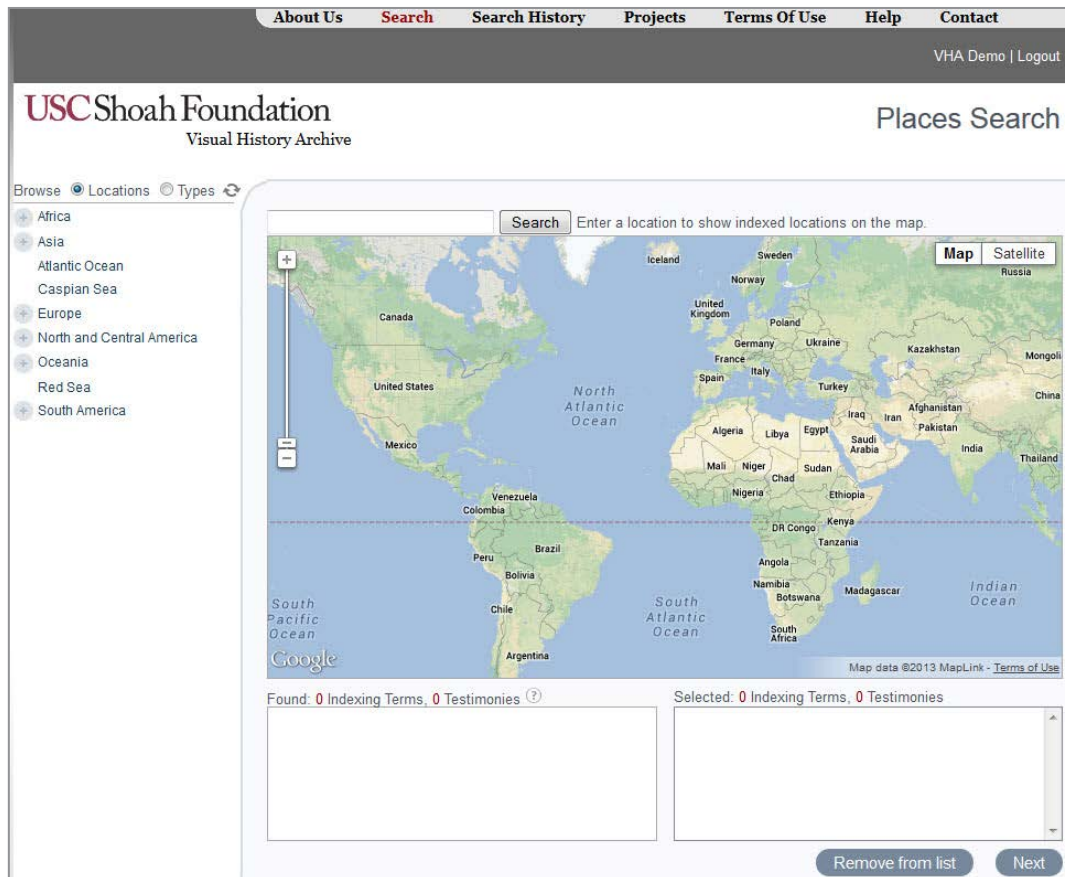 About Us Search Search History Projects Terms Of Use Help Contact
VHA Demo | Logout
USC Shoah Foundation
Visual History Archive
Places Search
Browse Locations Types
Africa
Asia
Atlantic Ocean
Caspian Sea
Europe
North and Central America
Oceania
Red Sea
South America
Search Enter a location to show indexed locations on the map.
Map Satellite
Iceland
Sweden
Russia
Norway
Canada
United
Kingdom
Poland
Germany
Ukraine
Kazakhstan
Mongoli
France
Italy
Spain
Turkey
United States
North
Atlantic
Ocean
China
Iraq
Iran
Afghanistan
Pakistan
Algeria
Libya
Egypt
Saudi
Arabia
India
Mexico
Thailand
Mali
Niger
Chad
Sudan
Nigeria
Ethiopia
Venezuela
Colombia
DR Congo
Kenya
Tanzania
Brazil
Peru
Bolivia
Angola
Namibia
Botswana
Madagascar
Indian
Ocean
South
Pacific
Ocean
Chile
South
Atlantic
Ocean
South
Africa
Argentina
Google
Map data ©2013 MapLink - Terms of Use
Found: 0 Indexing Terms, 0 Testimonies ?
Selected: 0 Indexing Terms, 0 Testimonies
Remove from list Next